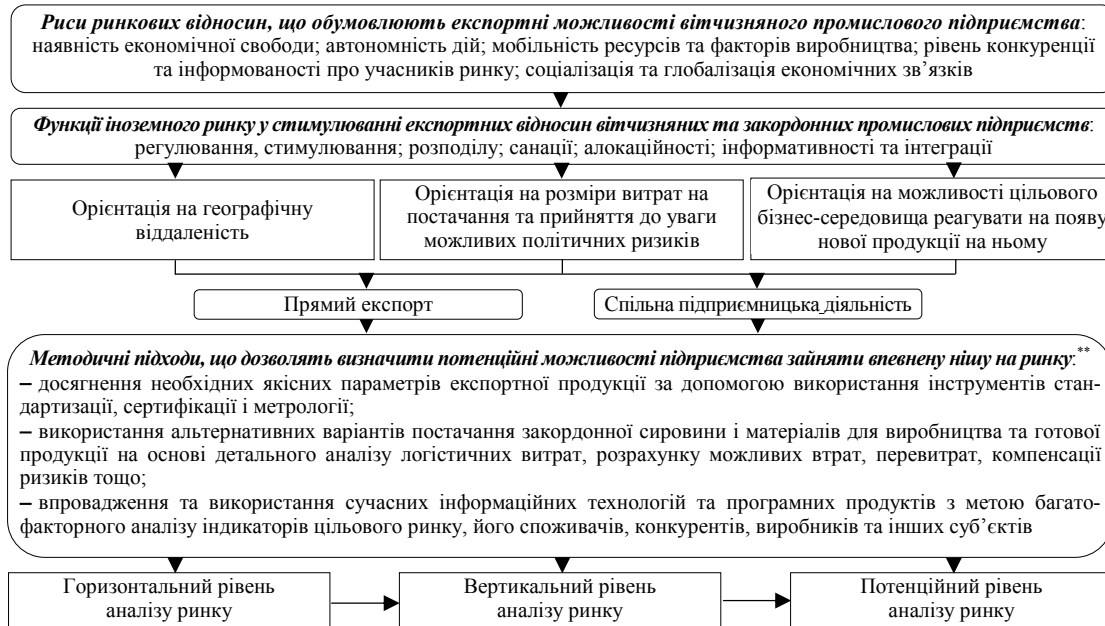 Риси ринкових відносин, що обумовлюють експортні можливості вітчизняного промислового підприємства:
наявність економічної свободи; автономність дій; мобільність ресурсів та факторів виробництва; рівень конкуренції
та інформованості про учасників ринку; соціалізація та глобалізація економічних зв’язків
Функції іноземного ринку у стимулюванні експортних відносин вітчизняних та закордонних промислових підприємств:
регулювання, стимулювання; розподілу; санації; алокаційності; інформативності та інтеграції
Орієнтація на географічну
віддаленість
Орієнтація на розміри витрат на
постачання та прийняття до уваги
можливих політичних ризиків
Орієнтація на можливості цільового
бізнес-середовища реагувати на появу
нової продукції на ньому
Прямий експорт
Спільна підприємницька діяльність
Методичні підходи, що дозволять визначити потенційні можливості підприємства зайняти впевнену нішу на ринку:**
– досягнення необхідних якісних параметрів експортної продукції за допомогою використання інструментів стан-
дартизації, сертифікації і метрології;
– використання альтернативних варіантів постачання закордонної сировини і матеріалів для виробництва та готової
продукції на основі детального аналізу логістичних витрат, розрахунку можливих втрат, перевитрат, компенсації
ризиків тощо;
– впровадження та використання сучасних інформаційних технологій та програмних продуктів з метою багато-
факторного аналізу індикаторів цільового ринку, його споживачів, конкурентів, виробників та інших суб’єктів
Горизонтальний рівень
аналізу ринку
Вертикальний рівень
аналізу ринку
Потенційний рівень
аналізу ринку